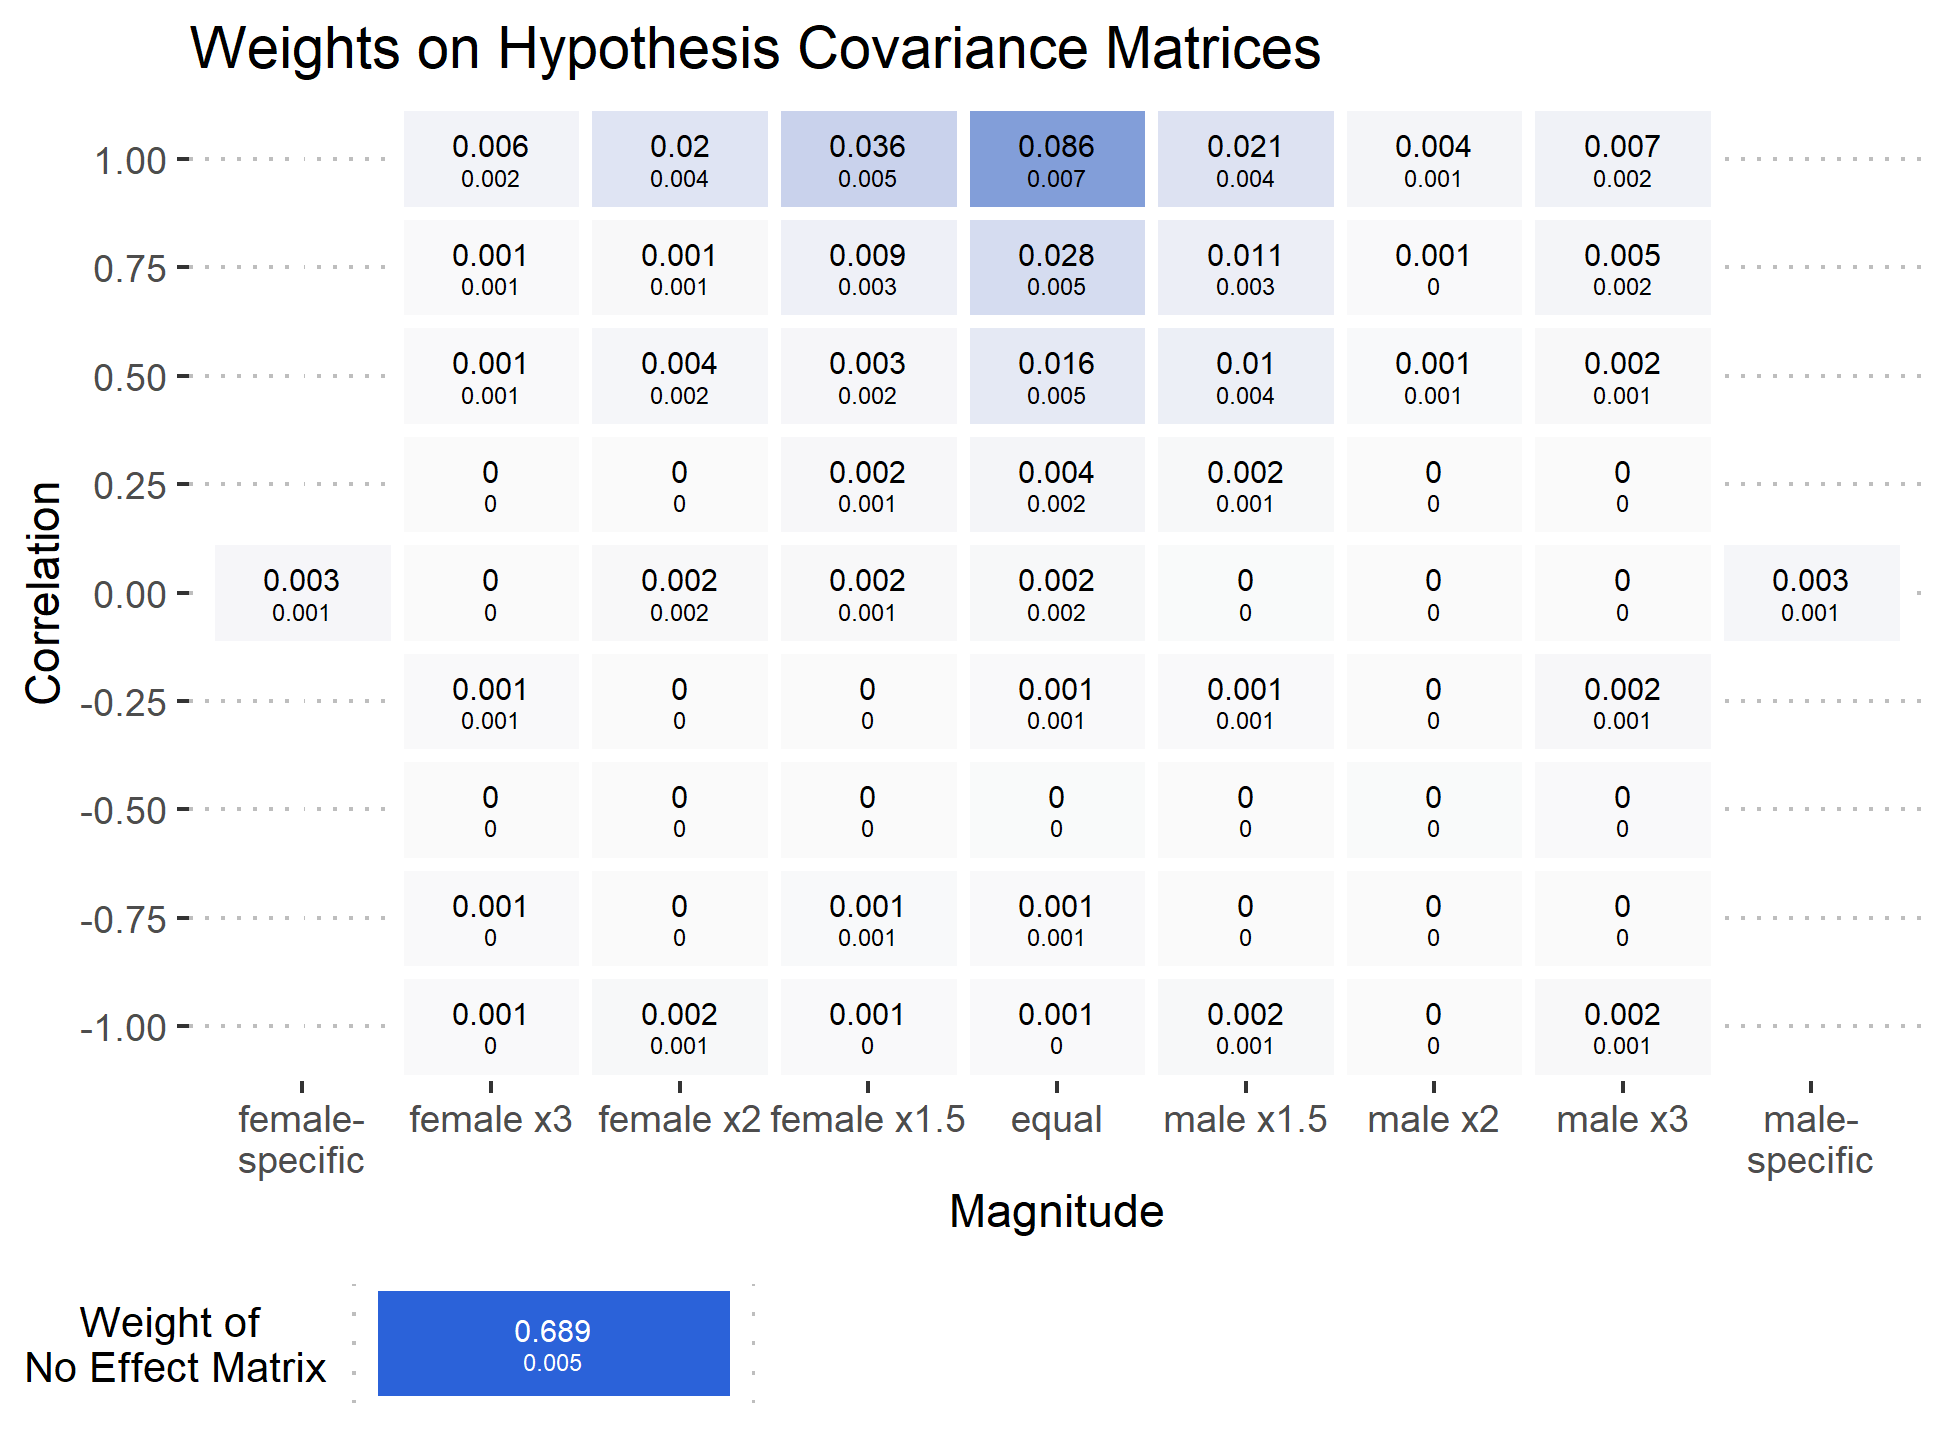 Weights on Hypothesis Covariance Matrices
1.00 0.006 0.02 0.036 0.086 0.021 0.004 0.007
0.002 0.004 0.005 0.007 0.004 0.001 0.002
0.75 0.001 0.001 0.009 0.028 0.011 0.001 0.005
0.001 0.001 0.003 0.005 0.003 0 0.002
0.50 0.001 0.004 0.003 0.016 0.01 0.001 0.002
0.001 0.002 0.002 0.005 0.004 0.001 0.001
0.25 0 0 0.002 0.004 0.002 0 0
0 0 0.001 0.002 0.001 0 0
0.00 0.003 0 0.002 0.002 0.002 0 0 0 0.003
0.001 0 0.002 0.001 0.002 0 0 0 0.001
-0.25 0.001 0 0 0.001 0.001 0 0.002
0.001 0 0 0.001 0.001 0 0.001
-0.50 0 0 0 0 0 0 0
0 0 0 0 0 0 0
-0.75 0.001 0 0.001 0.001 0 0 0
0 0 0.001 0.001 0 0 0
-1.00 0.001 0.002 0.001 0.001 0.002 0 0.002
0 0.001 0 0 0.001 0 0.001
Correlation
female- female x3 female x2 female x1.5 equal male x1.5 male x2 male x3 male-
specific specific
Magnitude
Weight of
No Effect Matrix
0.689
0.005